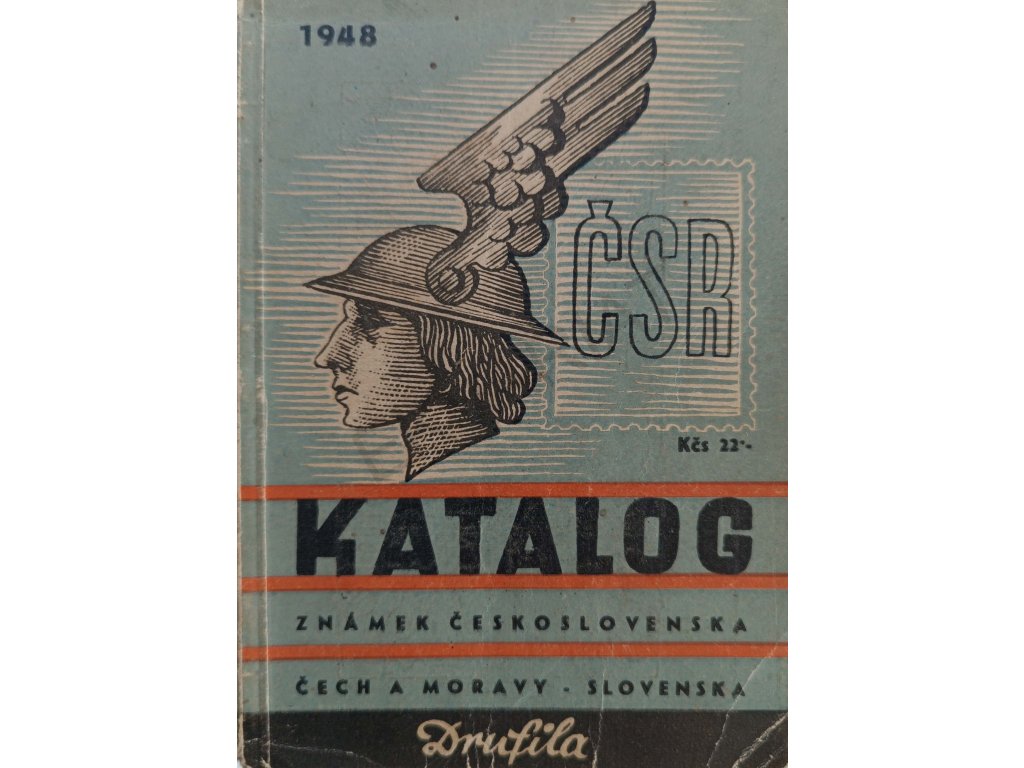 1948
ČSR
Kčs 22·-
KATALOG
ZNÁMEK ČESKOSLOVENSKA
ČECH A MORAVY - SLOVENSKA
Drufila